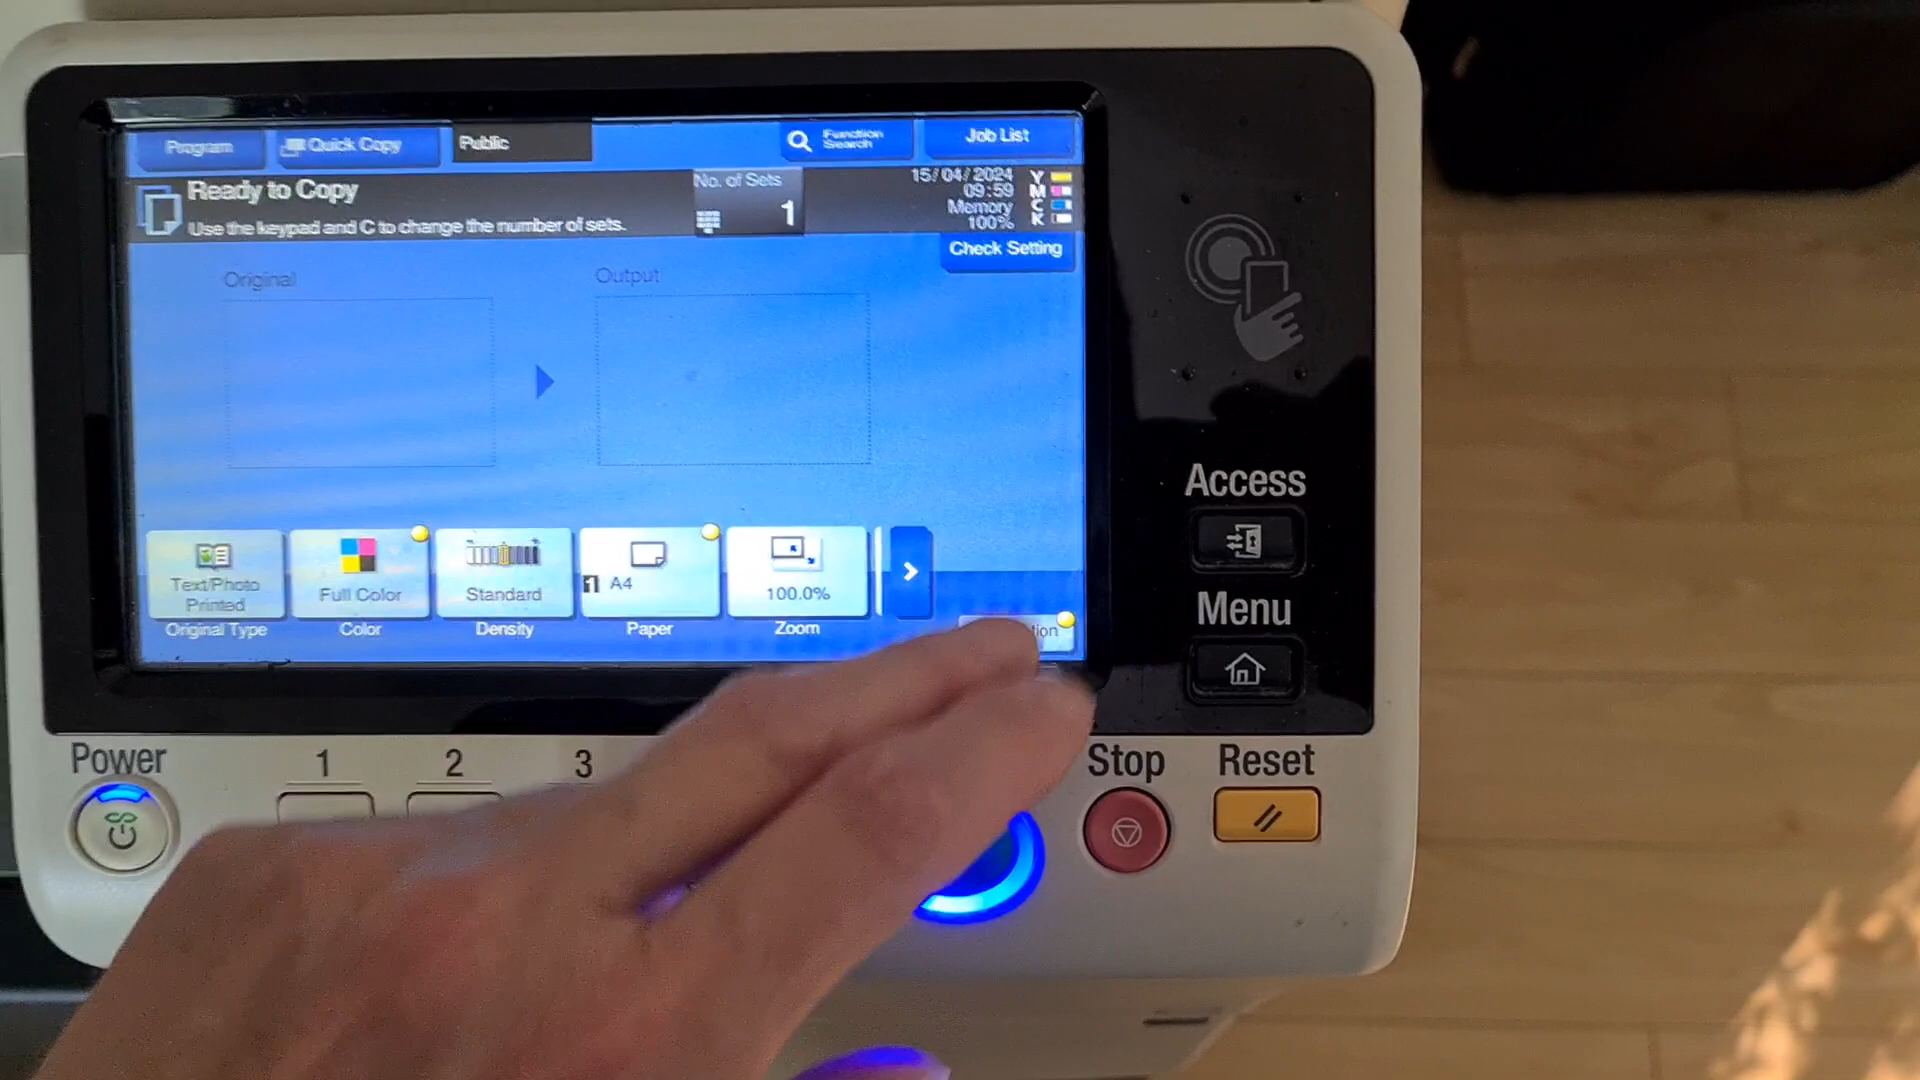 Program
Quick Copy
Public
Function
Search
Job List
Ready to Copy
Use the keypad and C to change the number of sets.
No. of Sets
1
15/04/2024
09:59
Memory
100%
Y
M
C
K
Check Setting
Original
Output
Text/Photo
Printed
Original Type
Full Color
Color
Standard
Density
1 A4
Paper
100.0%
Zoom
Access
Menu
Power
1
2
3
Stop
Reset